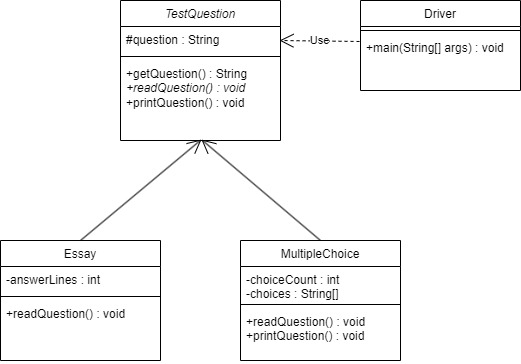 TestQuestion
#question : String
+getQuestion() : String
+readQuestion() : void
+printQuestion() : void
Use
Driver
+main(String[] args) : void
Essay
-answerLines : int
+readQuestion() : void
MultipleChoice
-choiceCount : int
-choices : String[]
+readQuestion() : void
+printQuestion() : void